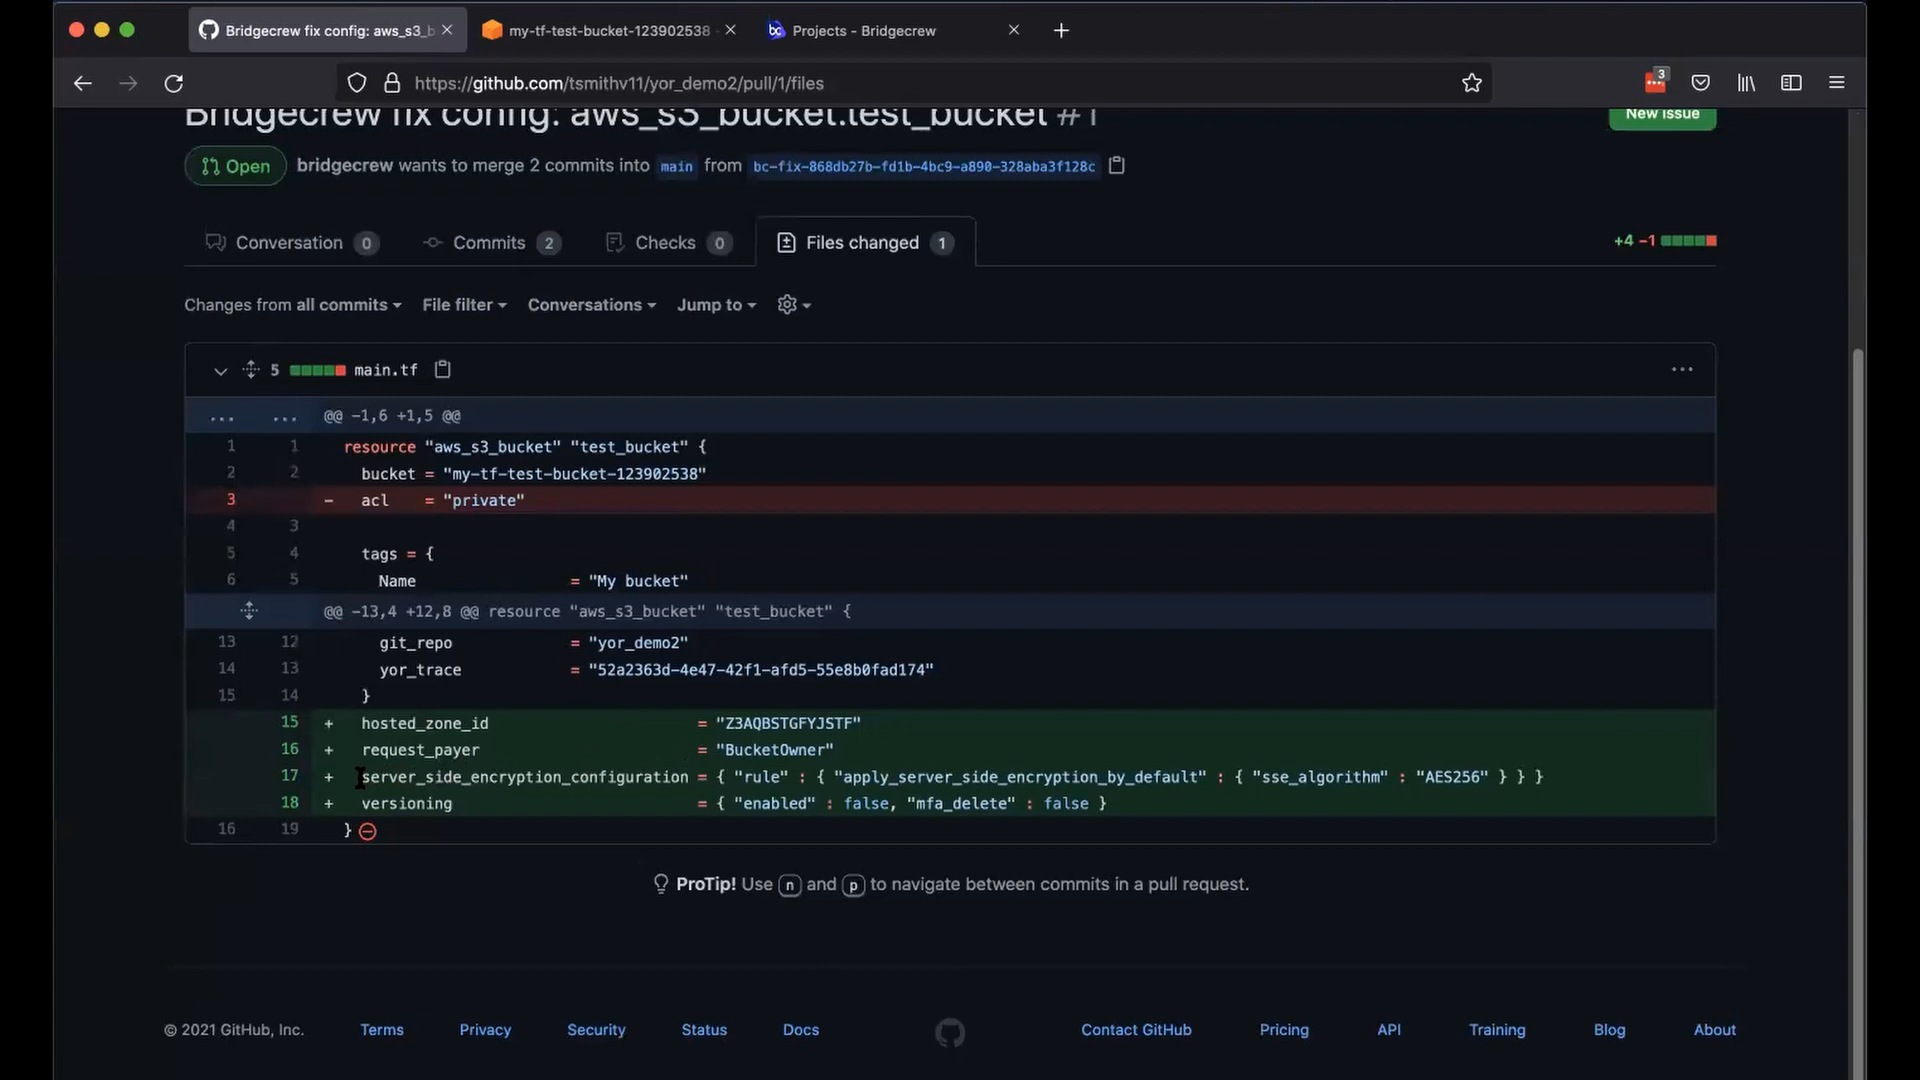 Bridgecrew fix config: aws_s3_b
my-tf-test-bucket-123902538
bc
Projects - Bridgecrew
https://github.com/tsmithv11/yor_demo2/pull/1/files
3
Bridgecrew fix config: aws_s3_bucket.test_bucket #1
New issue
Open
bridgecrew wants to merge 2 commits into main from bc-fix-868db27b-fd1b-4bc9-a890-328aba3f128c
Conversation 0
Commits 2
Checks 0
Files changed 1
+4 −1
Changes from all commits
File filter
Conversations
Jump to
5 main.tf
... ... @@ -1,6 +1,5 @@
1 1 resource "aws_s3_bucket" "test_bucket" {
2 2 bucket = "my-tf-test-bucket-123902538"
3 - acl = "private"
4 3
5 4 tags = {
6 5 Name = "My bucket"
@@ -13,4 +12,8 @@ resource "aws_s3_bucket" "test_bucket" {
13 12 git_repo = "yor_demo2"
14 13 yor_trace = "52a2363d-4e47-42f1-afd5-55e8b0fad174"
15 14 }
15 + hosted_zone_id = "Z3AQBSTGFYJSTF"
16 + request_payer = "BucketOwner"
17 + server_side_encryption_configuration = { "rule" : { "apply_server_side_encryption_by_default" : { "sse_algorithm" : "AES256" } } }
18 + versioning = { "enabled" : false, "mfa_delete" : false }
16 19 }
ProTip! Use n and p to navigate between commits in a pull request.
© 2021 GitHub, Inc.
Terms
Privacy
Security
Status
Docs
Contact GitHub
Pricing
API
Training
Blog
About